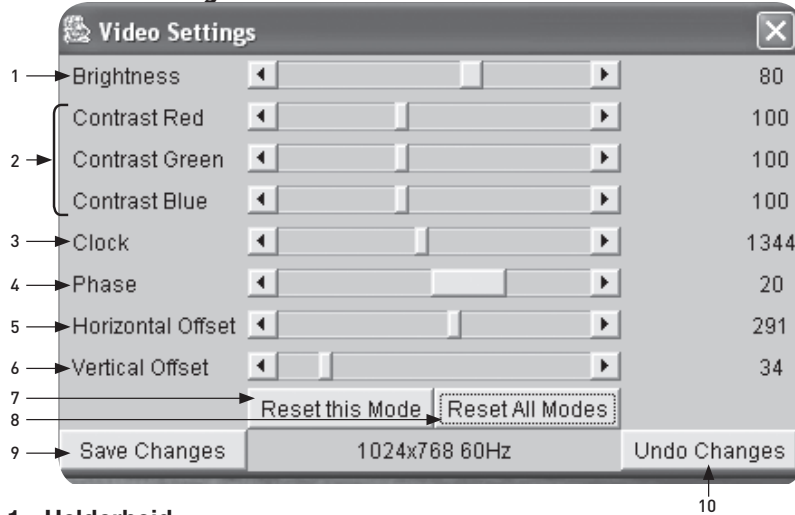 Video Settings
1 Brightness 80
Contrast Red 100
2 Contrast Green 100
Contrast Blue 100
3 Clock 1344
4 Phase 20
5 Horizontal Offset 291
6 Vertical Offset 34
7 Reset this Mode Reset All Modes
8
9 Save Changes 1024x768 60Hz Undo Changes
10